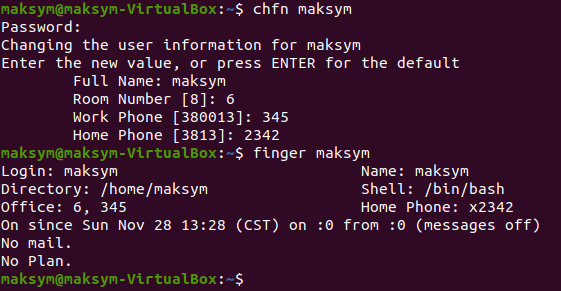 maksym@maksym-VirtualBox:~$ chfn maksym
Password:
Changing the user information for maksym
Enter the new value, or press ENTER for the default
        Full Name: maksym
        Room Number [8]: 6
        Work Phone [380013]: 345
        Home Phone [3813]: 2342
maksym@maksym-VirtualBox:~$ finger maksym
Login: maksym                           Name: maksym
Directory: /home/maksym                 Shell: /bin/bash
Office: 6, 345                          Home Phone: x2342
On since Sun Nov 28 13:28 (CST) on :0 from :0 (messages off)
No mail.
No Plan.
maksym@maksym-VirtualBox:~$